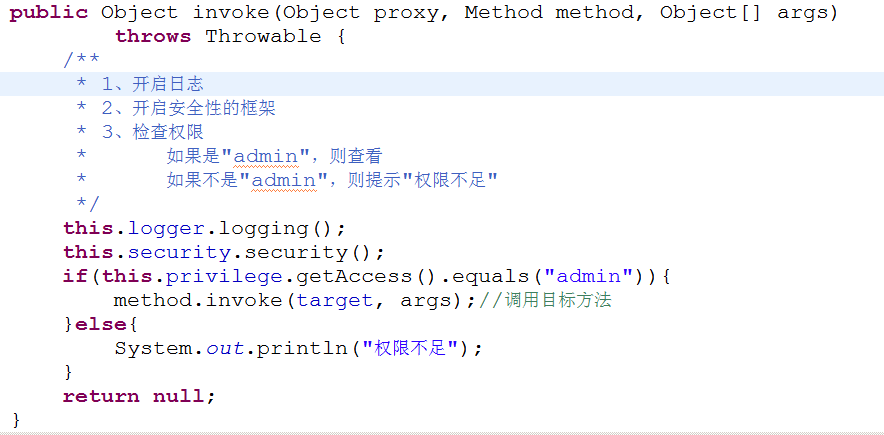 public Object invoke(Object proxy, Method method, Object[] args)
        throws Throwable {
    /**
     * 1、开启日志
     * 2、开启安全性的框架
     * 3、检查权限
     *      如果是"admin"，则查看
     *      如果不是"admin"，则提示"权限不足"
     */
    this.logger.logging();
    this.security.security();
    if(this.privilege.getAccess().equals("admin")){
        method.invoke(target, args);//调用目标方法
    }else{
        System.out.println("权限不足");
    }
    return null;
}